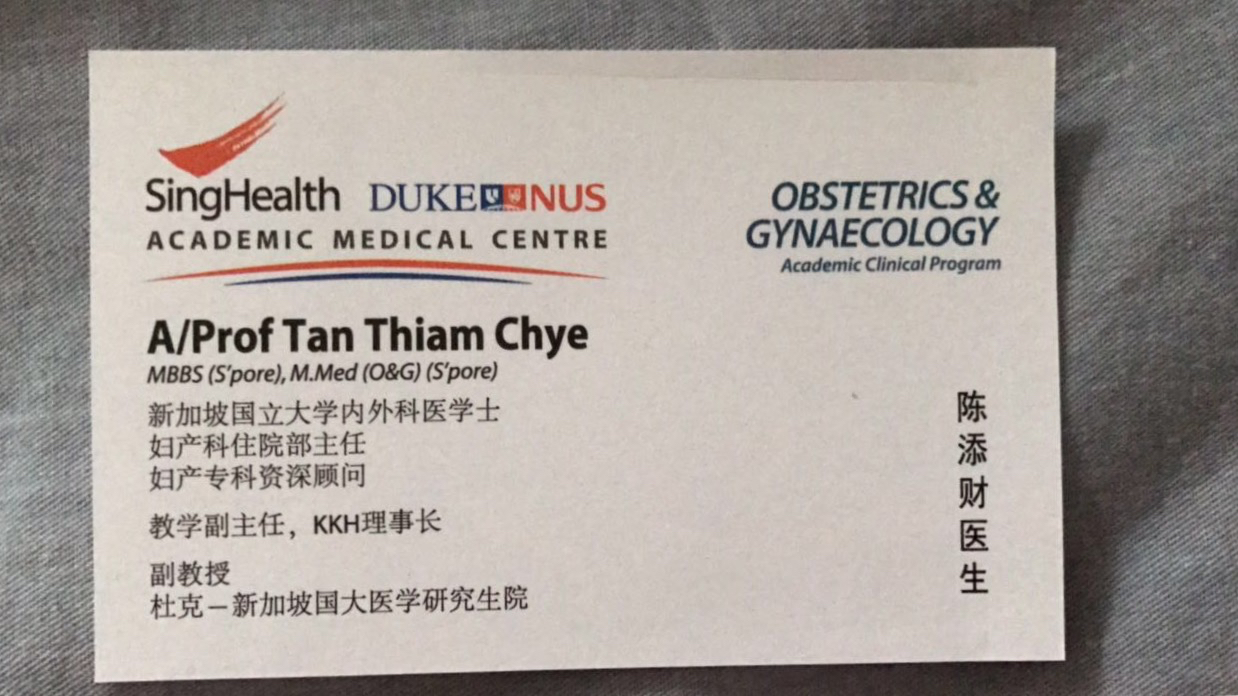 SingHealth DUKE NUS
ACADEMIC MEDICAL CENTRE
OBSTETRICS &
GYNAECOLOGY
Academic Clinical Program
A/Prof Tan Thiam Chye
MBBS (S'pore), M.Med (O&G) (S'pore)
新加坡国立大学内外科医学士
妇产科住院部主任
妇产专科资深顾问
教学副主任，KKH理事长
副教授
杜克－新加坡国大医学研究生院
陈添财医生